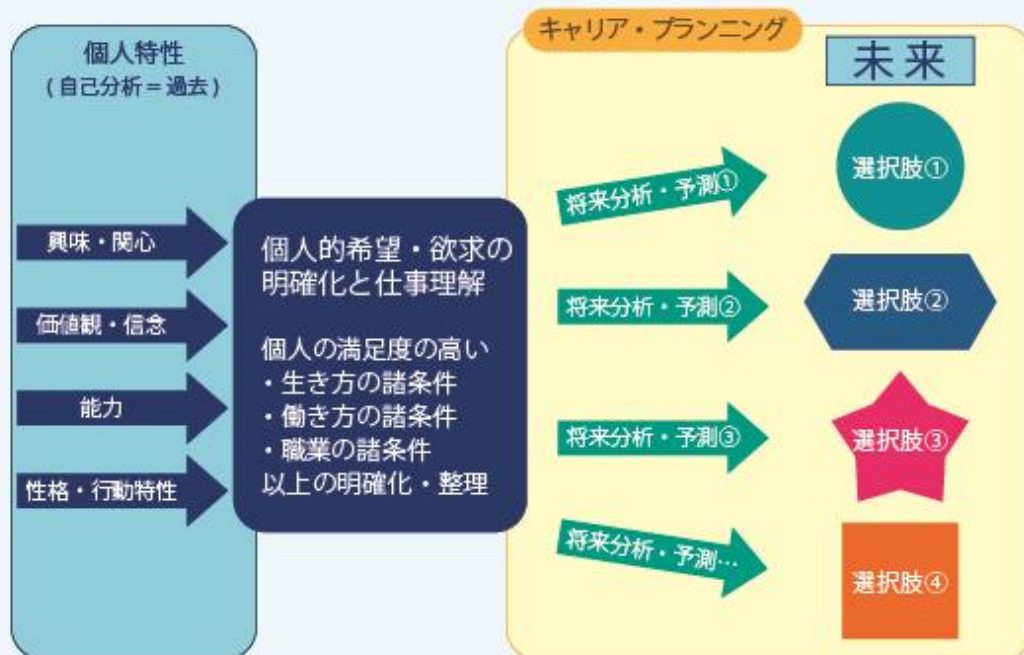 個人特性
(自己分析=過去)
興味・関心
価値観・信念
能力
性格・行動特性
個人的希望・欲求の
明確化と仕事理解
個人の満足度の高い
・生き方の諸条件
・働き方の諸条件
・職業の諸条件
以上の明確化・整理
キャリア・プランニング
未来
将来分析・予測①
選択肢①
将来分析・予測②
選択肢②
将来分析・予測③
選択肢③
将来分析・予測…
選択肢④